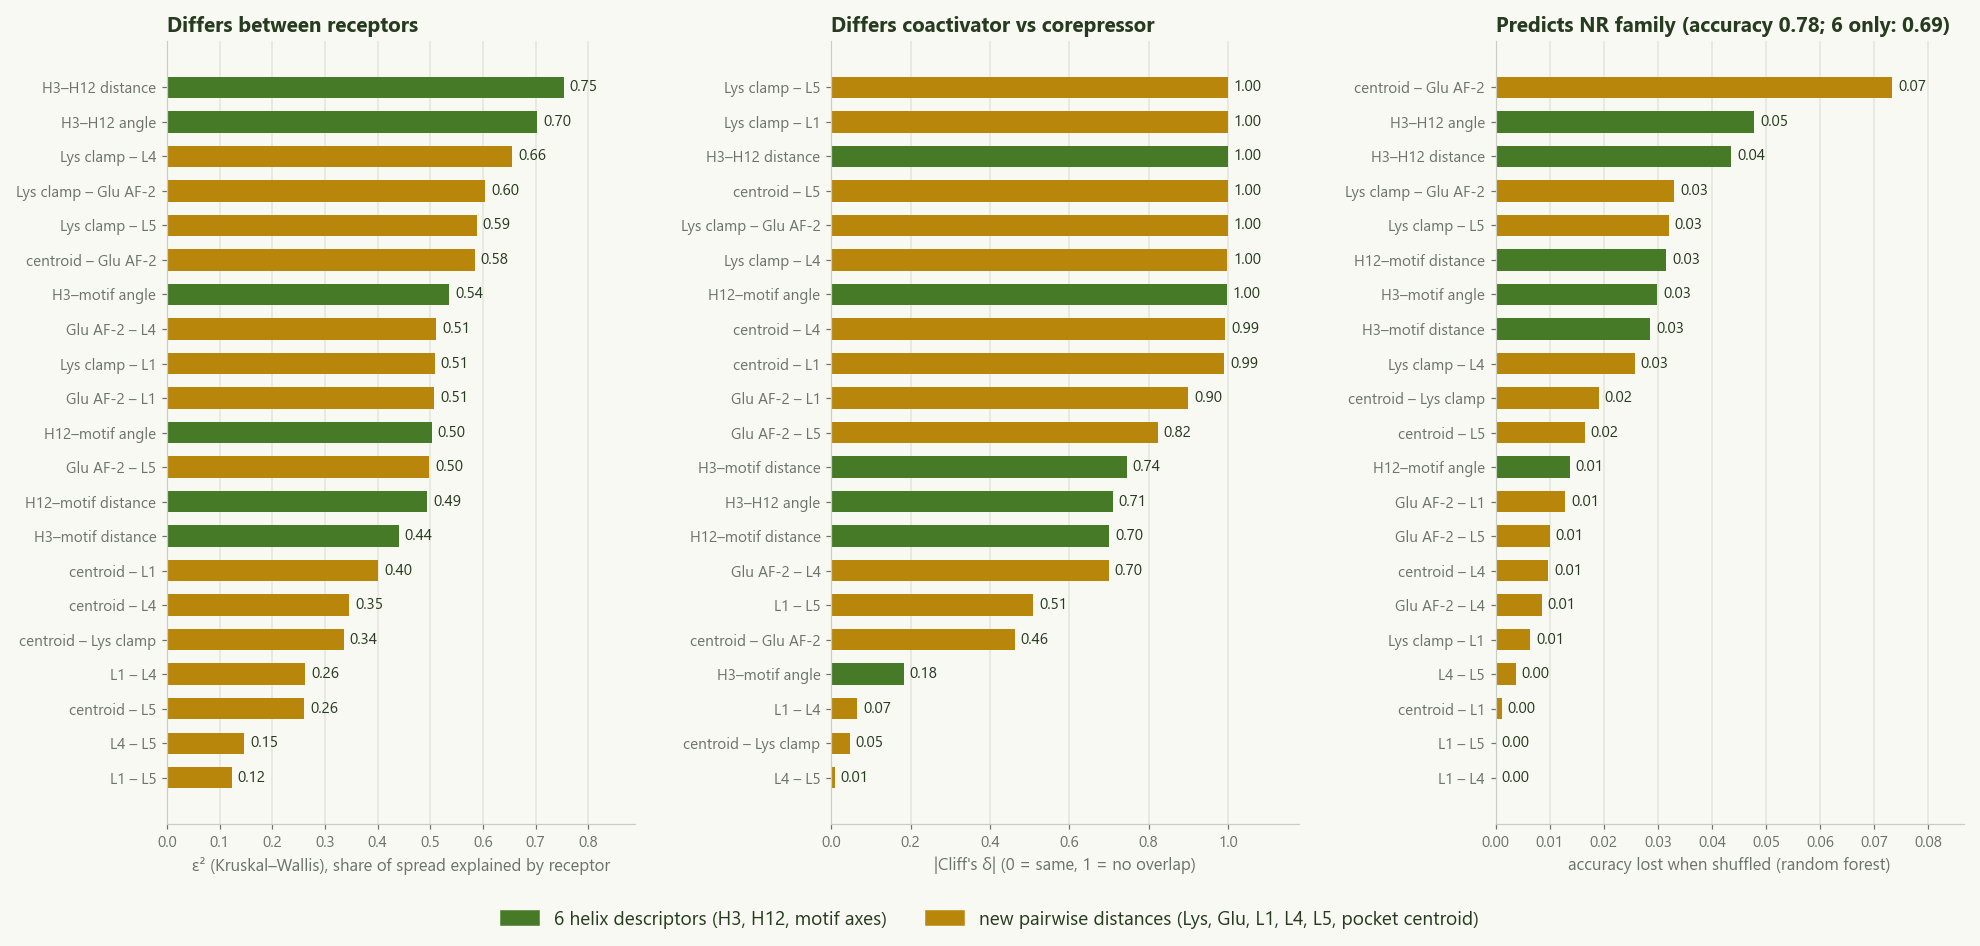 Differs between receptors
H3–H12 distance 0.75
H3–H12 angle 0.70
Lys clamp – L4 0.66
Lys clamp – Glu AF-2 0.60
Lys clamp – L5 0.59
centroid – Glu AF-2 0.58
H3–motif angle 0.54
Glu AF-2 – L4 0.51
Lys clamp – L1 0.51
Glu AF-2 – L1 0.51
H12–motif angle 0.50
Glu AF-2 – L5 0.50
H12–motif distance 0.49
H3–motif distance 0.44
centroid – L1 0.40
centroid – L4 0.35
centroid – Lys clamp 0.34
L1 – L4 0.26
centroid – L5 0.26
L4 – L5 0.15
L1 – L5 0.12
0.0 0.1 0.2 0.3 0.4 0.5 0.6 0.7 0.8
ε² (Kruskal–Wallis), share of spread explained by receptor
Differs coactivator vs corepressor
Lys clamp – L5 1.00
Lys clamp – L1 1.00
H3–H12 distance 1.00
centroid – L5 1.00
Lys clamp – Glu AF-2 1.00
Lys clamp – L4 1.00
H12–motif angle 1.00
centroid – L4 0.99
centroid – L1 0.99
Glu AF-2 – L1 0.90
Glu AF-2 – L5 0.82
H3–motif distance 0.74
H3–H12 angle 0.71
H12–motif distance 0.70
Glu AF-2 – L4 0.70
L1 – L5 0.51
centroid – Glu AF-2 0.46
H3–motif angle 0.18
L1 – L4 0.07
centroid – Lys clamp 0.05
L4 – L5 0.01
0.0 0.2 0.4 0.6 0.8 1.0
|Cliff's δ| (0 = same, 1 = no overlap)
Predicts NR family (accuracy 0.78; 6 only: 0.69)
centroid – Glu AF-2 0.07
H3–H12 angle 0.05
H3–H12 distance 0.04
Lys clamp – Glu AF-2 0.03
Lys clamp – L5 0.03
H12–motif distance 0.03
H3–motif angle 0.03
H3–motif distance 0.03
Lys clamp – L4 0.03
centroid – Lys clamp 0.02
centroid – L5 0.02
H12–motif angle 0.01
Glu AF-2 – L1 0.01
Glu AF-2 – L5 0.01
centroid – L4 0.01
Glu AF-2 – L4 0.01
Lys clamp – L1 0.01
L4 – L5 0.00
centroid – L1 0.00
L1 – L5 0.00
L1 – L4 0.00
0.00 0.01 0.02 0.03 0.04 0.05 0.06 0.07 0.08
accuracy lost when shuffled (random forest)
6 helix descriptors (H3, H12, motif axes)
new pairwise distances (Lys, Glu, L1, L4, L5, pocket centroid)